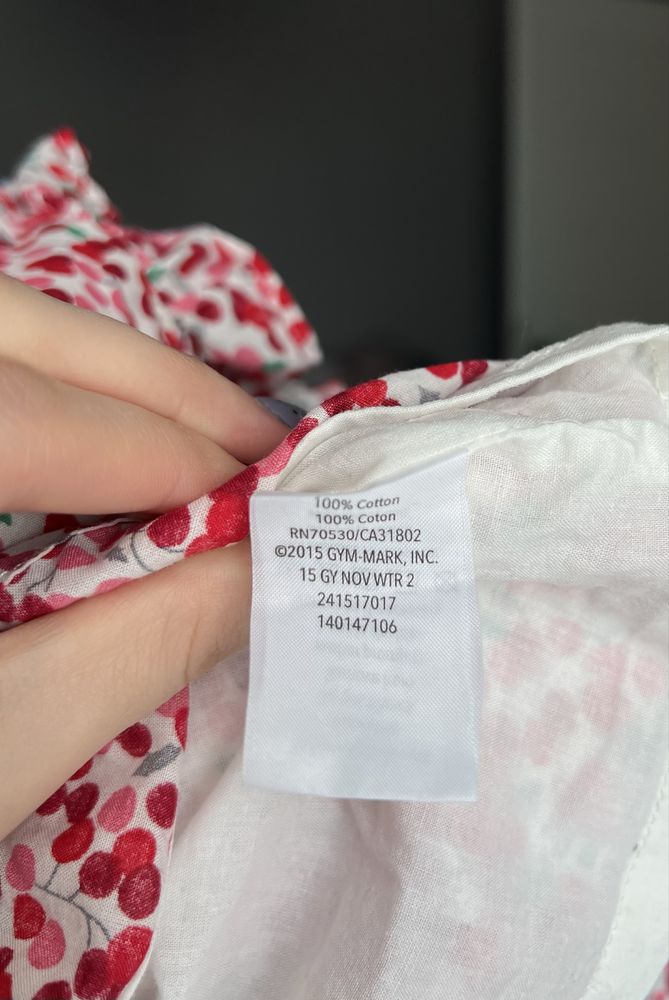 100% Cotton
100% Coton
RN70530/CA31802
©2015 GYM-MARK, INC.
15 GY NOV WTR 2
241517017
140147106